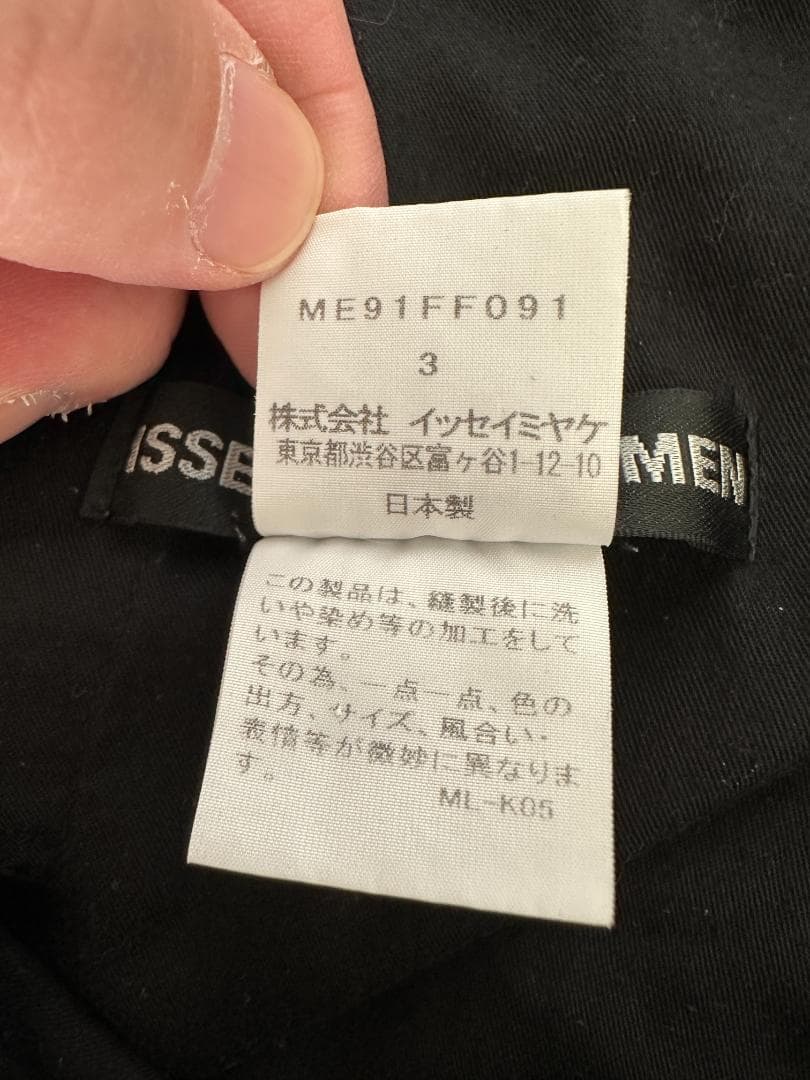 ME91FF091
3
株式会社 イッセイミヤケ
東京都渋谷区富ヶ谷1-12-10
ISSE MEN
日本製
この製品は、縫製後に洗
いや染め等の加工をして
います。
その為、一点一点、色の
出方、サイズ、風合い・
表情等が微妙に異なりま
す。
ML-K05